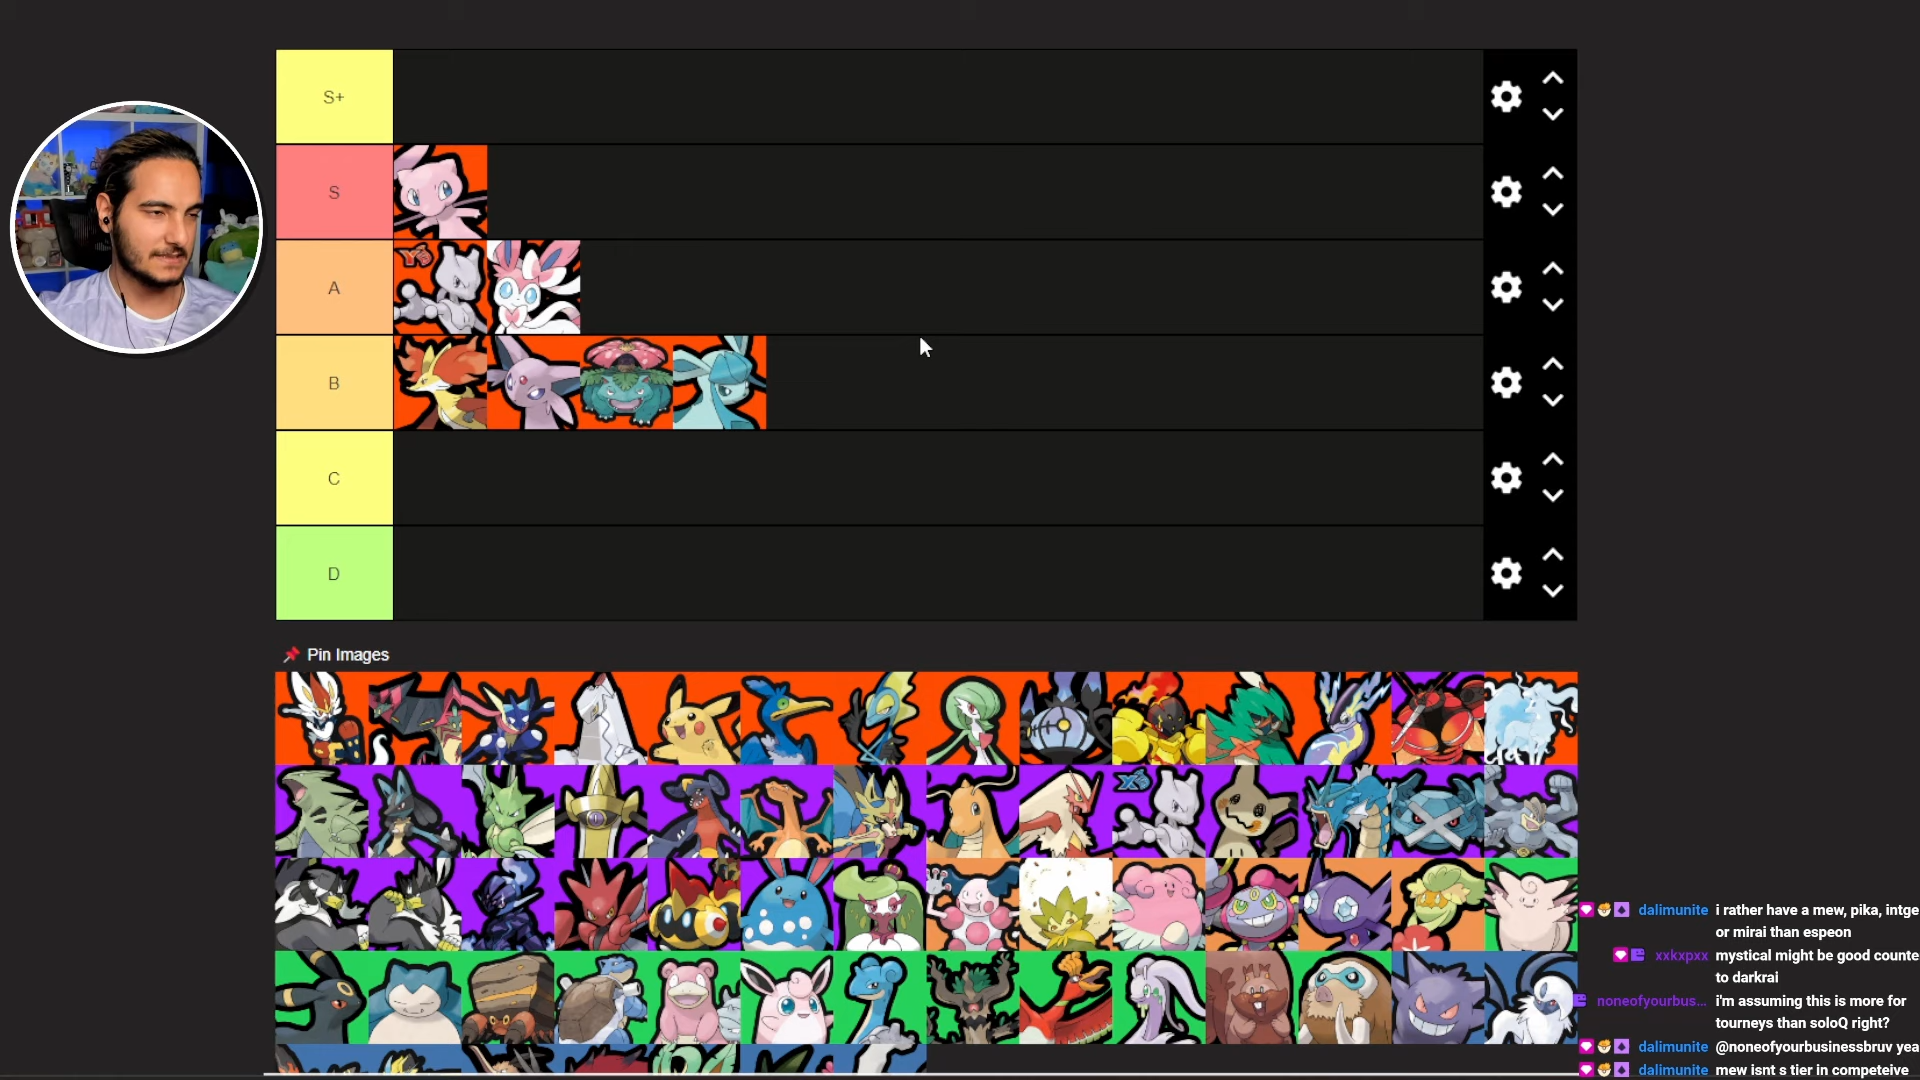 S+
S
A
Y
B
C
D
Pin Images
X
dalimunite i rather have a mew, pika, intge
or mirai than espeon
xxkxpxx mystical might be good counte
to darkrai
noneofyourbus... i'm assuming this is more for
tourneys than soloQ right?
dalimunite @noneofyourbusinessbruv yea
dalimunite mew isnt s tier in competeive